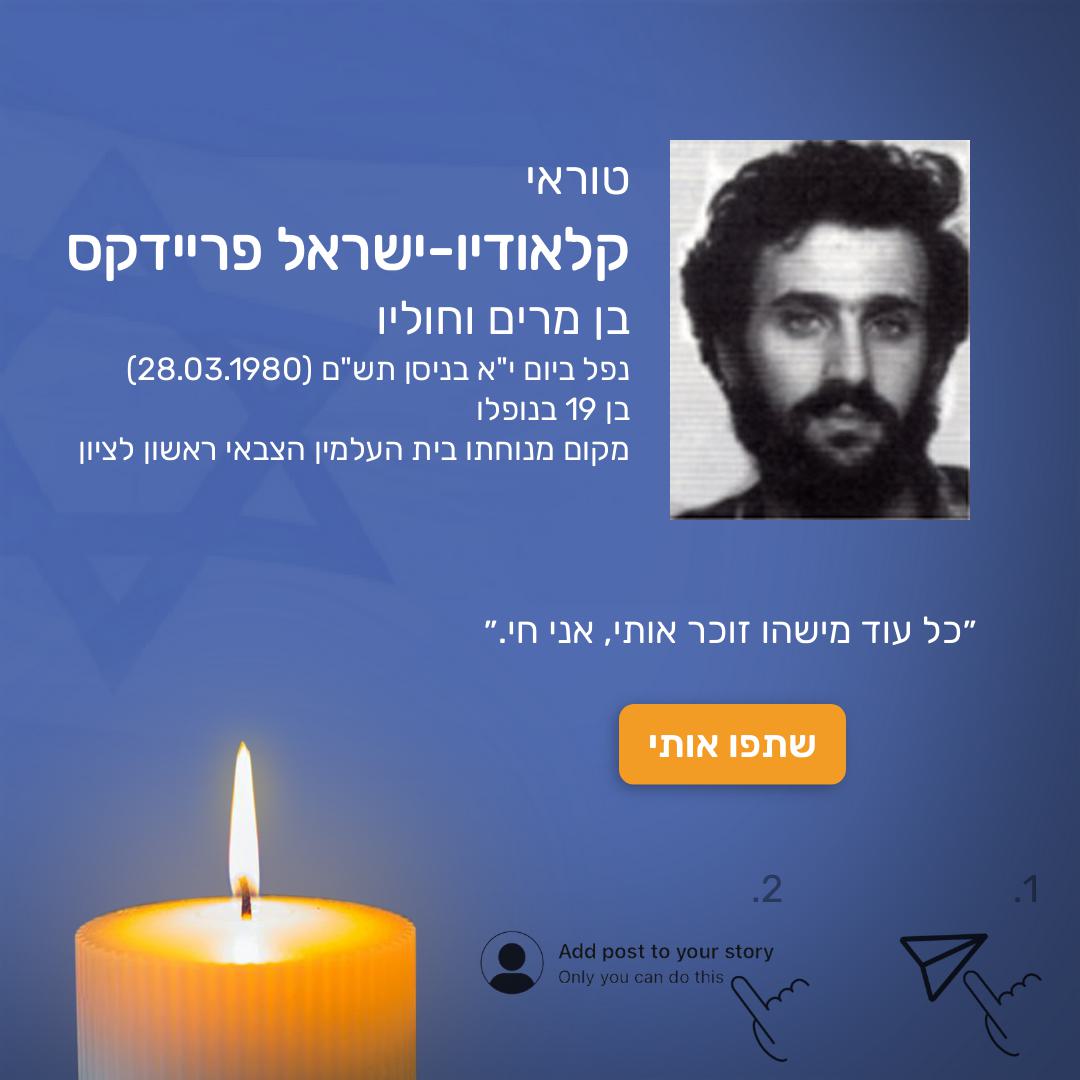 טוראי
קלאודיו-ישראל פריידקס
בן מרים וחוליו
נפל ביום י"א בניסן תש"ם (28.03.1980)
בן 19 בנופלו
מקום מנוחתו בית העלמין הצבאי ראשון לציון
״כל עוד מישהו זוכר אותי, אני חי.״
שתפו אותי
1.
2.
Add post to your story
Only you can do this